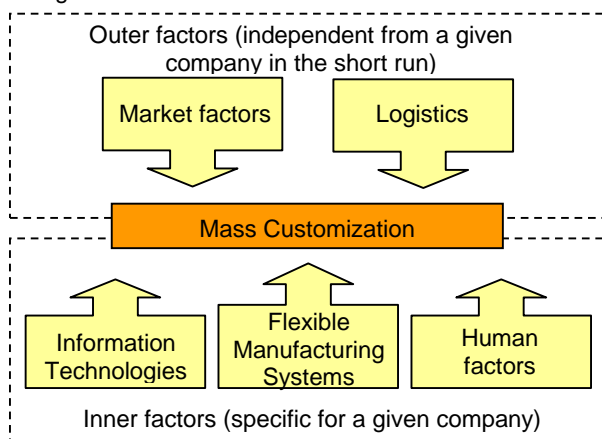 Outer factors (independent from a given
company in the short run)
Market factors
Logistics
Mass Customization
Information
Technologies
Flexible
Manufacturing
Systems
Human
factors
Inner factors (specific for a given company)